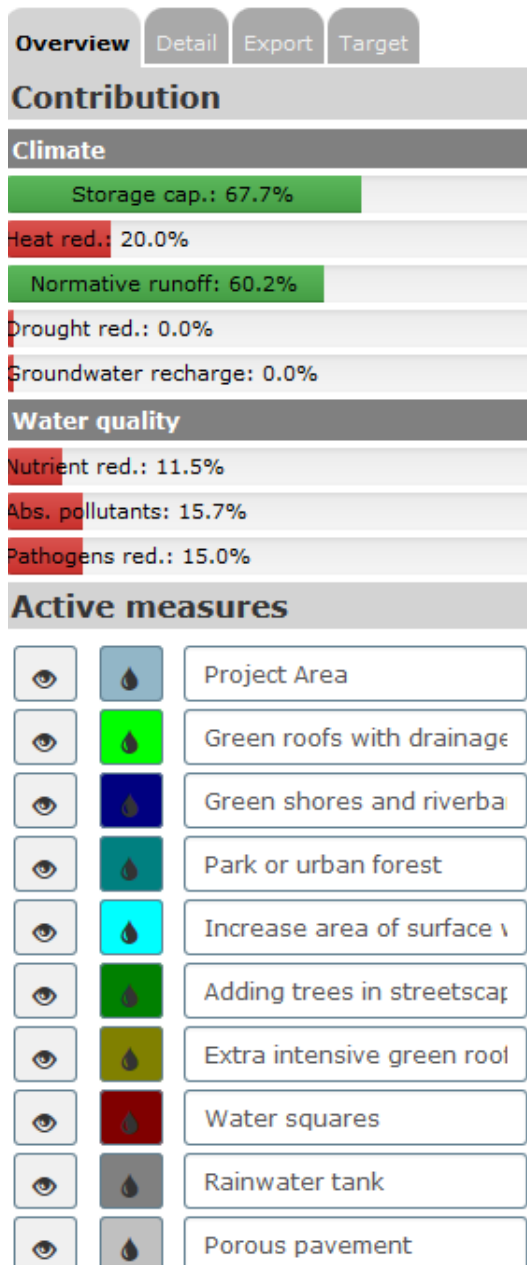 Overview Detail Export Target
Contribution
Climate
Storage cap.: 67.7%
Heat red.: 20.0%
Normative runoff: 60.2%
Drought red.: 0.0%
Groundwater recharge: 0.0%
Water quality
Nutrient red.: 11.5%
Abs. pollutants: 15.7%
Pathogens red.: 15.0%
Active measures
Project Area
Green roofs with drainage
Green shores and riverba
Park or urban forest
Increase area of surface
Adding trees in streetscap
Extra intensive green roof
Water squares
Rainwater tank
Porous pavement